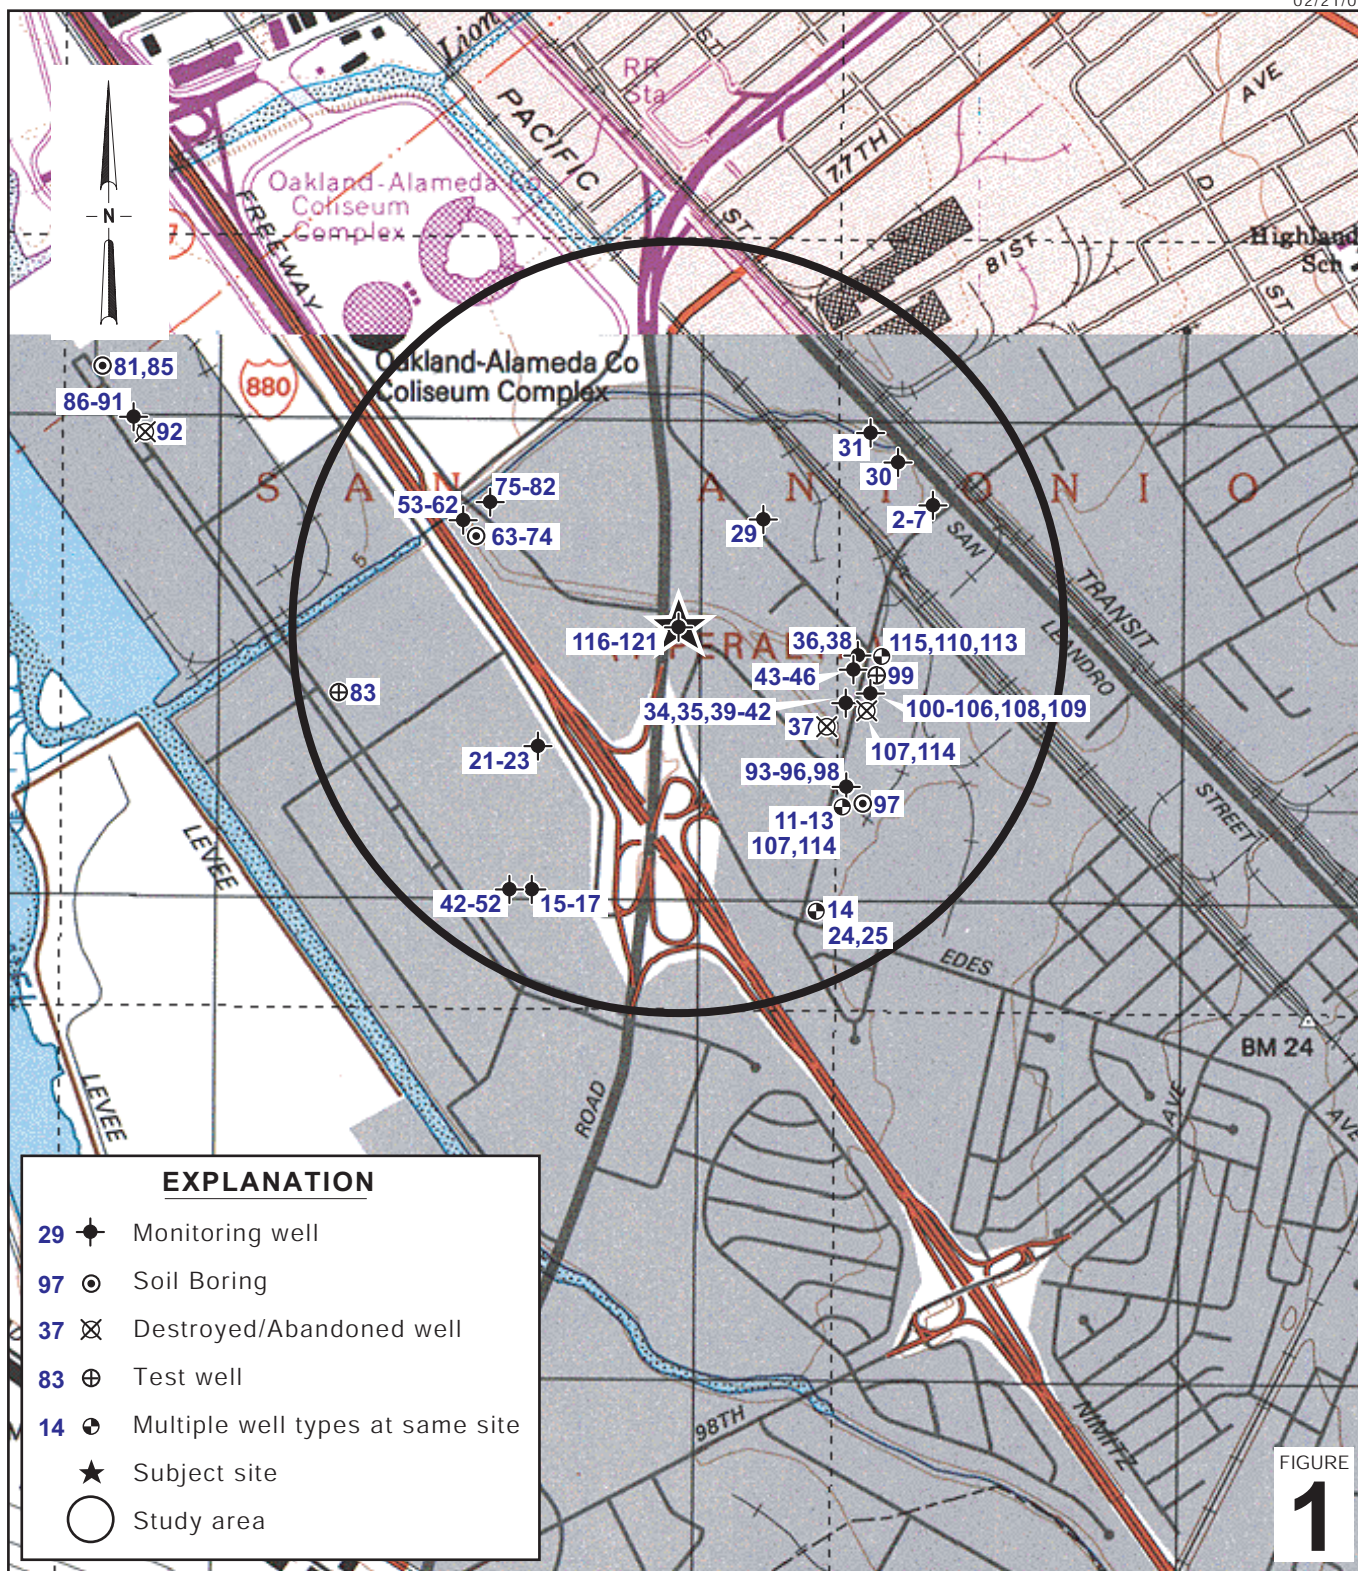 Lion
ST
RR
Sta
AVE
PACIFIC
77TH
Oakland-Alameda Co
Coliseum
Complex
D
FREEWAY
ST
81ST
Highland
Sch
ST
N
880
Oakland-Alameda Co
Coliseum Complex
81,85
86-91
92
31
30
SAN ANTONIO
75-82
53-62
63-74
29
2-7
SAN
5
TRANSIT
LEANDRO
116-121
PERALTA
36,38
115,110,113
43-46
99
83
34,35,39-42
100-106,108,109
37
107,114
21-23
93-96,98
97
11-13
107,114
STREET
LEVEE
42-52
15-17
14
24,25
EDES
BM 24
LEVEE
ROAD
AVE
AVE
EXPLANATION
29 Monitoring well
97 Soil Boring
37 Destroyed/Abandoned well
83 Test well
14 Multiple well types at same site
Subject site
Study area
98TH
NIMITZ
FIGURE
1